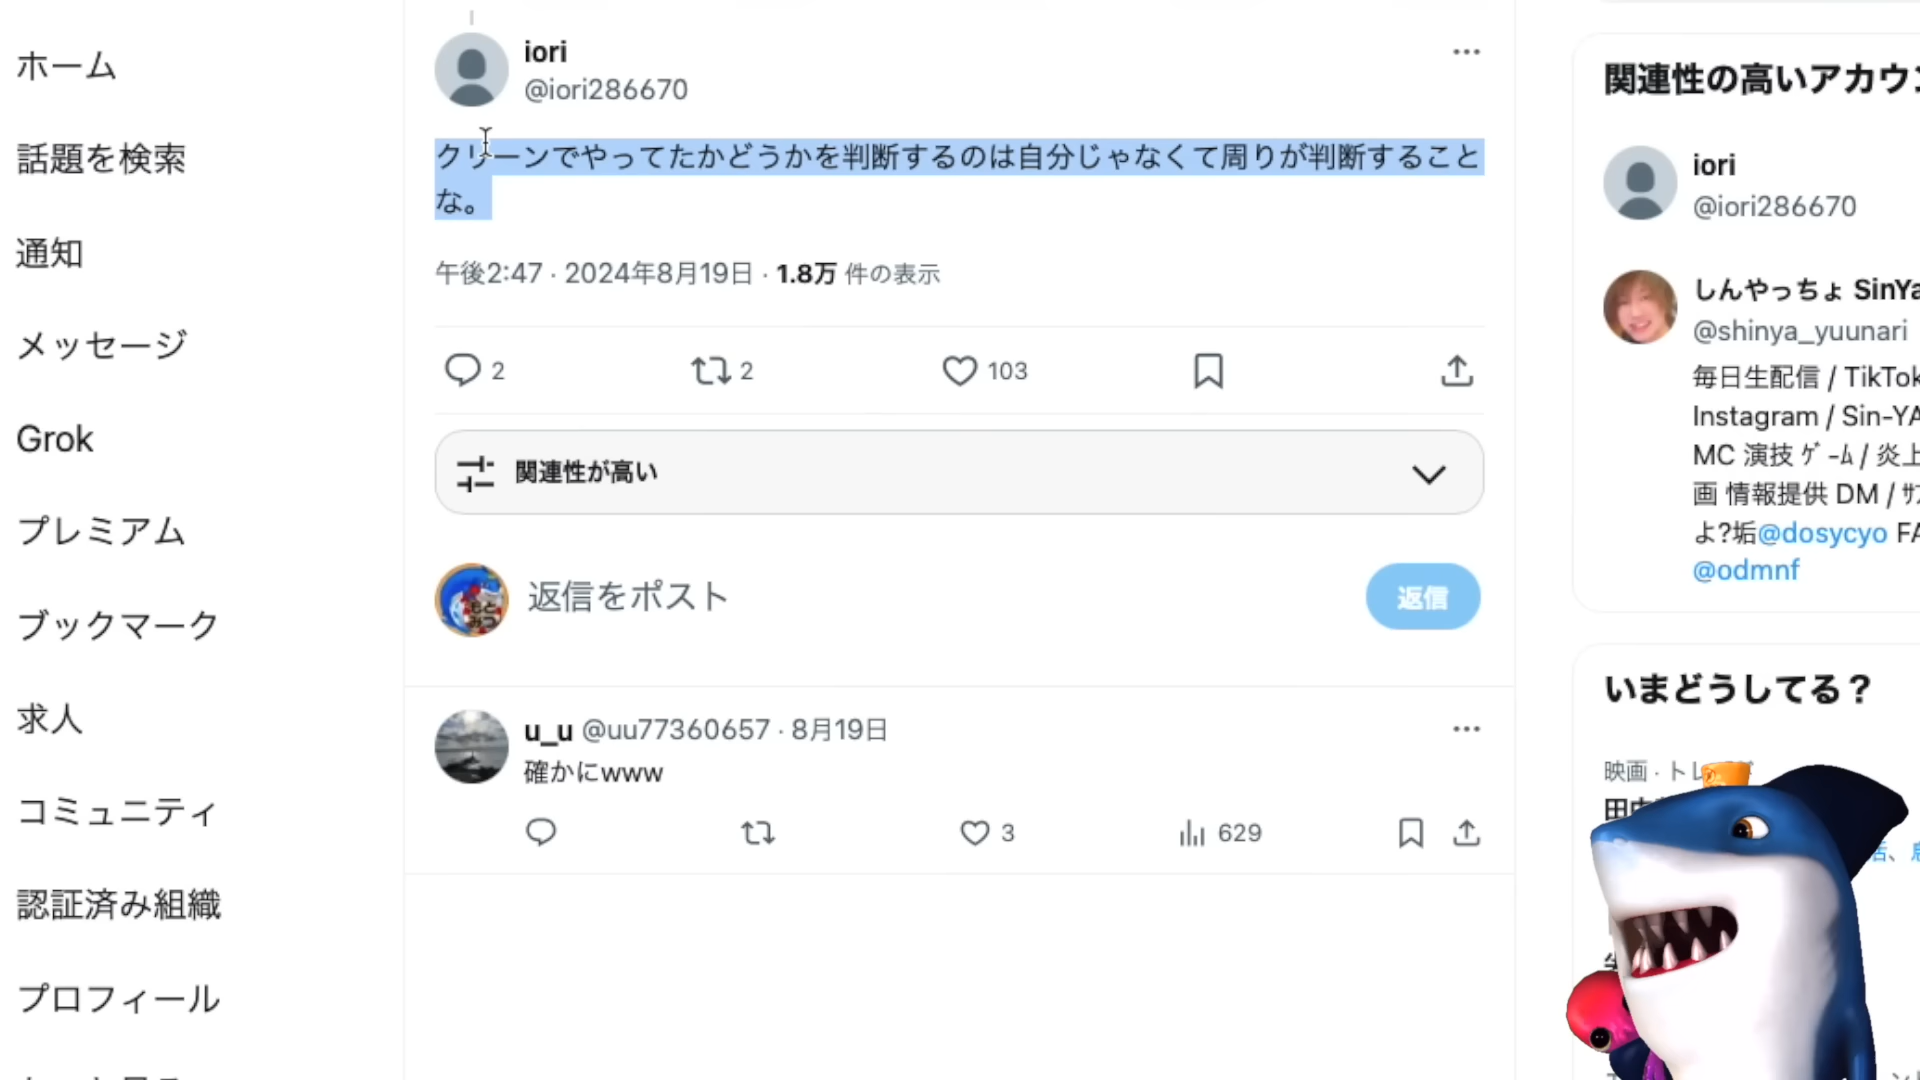 ホーム
話題を検索
通知
メッセージ
Grok
プレミアム
ブックマーク
求人
コミュニティ
認証済み組織
プロフィール
iori
@iori286670
クリーンでやってたかどうかを判断するのは自分じゃなくて周りが判断すること
な。
午後2:47 · 2024年8月19日 · 1.8万 件の表示
2
2
103
関連性が高い
もと
みつ
返信をポスト
返信
u_u @uu77360657 · 8月19日
確かにwww
3
629
関連性の高いアカウン
iori
@iori286670
しんやっちょ SinYa
@shinya_yuunari
毎日生配信 / TikTok
Instagram / Sin-YA
MC 演技 ｹﾞｰﾑ / 炎上
画 情報提供 DM / ｻﾌﾞ
よ?垢@dosycyo FA
@odmnf
いまどうしてる？
映画 · トレンド